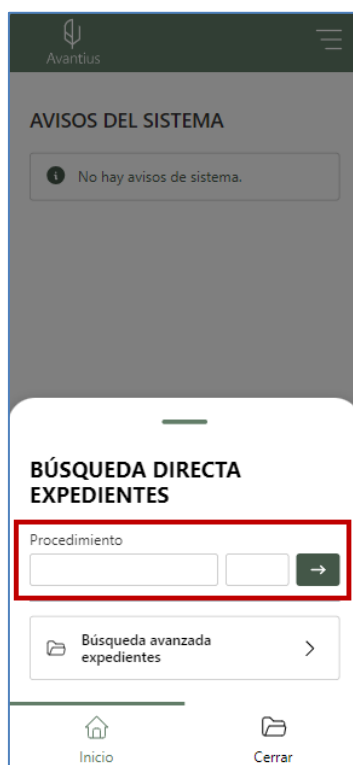 Avantius
AVISOS DEL SISTEMA
No hay avisos de sistema.
BÚSQUEDA DIRECTA
EXPEDIENTES
Procedimiento
Búsqueda avanzada
expedientes
Inicio
Cerrar